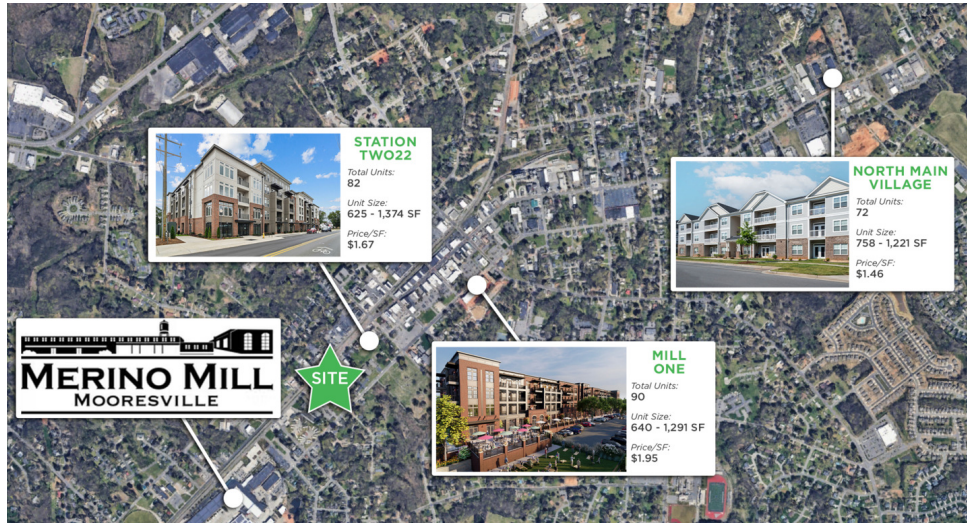 STATION
TWO22
Total Units:
82
Unit Size:
625 - 1,374 SF
Price/SF:
$1.67
NORTH MAIN
VILLAGE
Total Units:
72
Unit Size:
758 - 1,221 SF
Price/SF:
$1.46
MERINO MILL
MOORESVILLE
SITE
MILL
ONE
Total Units:
90
Unit Size:
640 - 1,291 SF
Price/SF:
$1.95